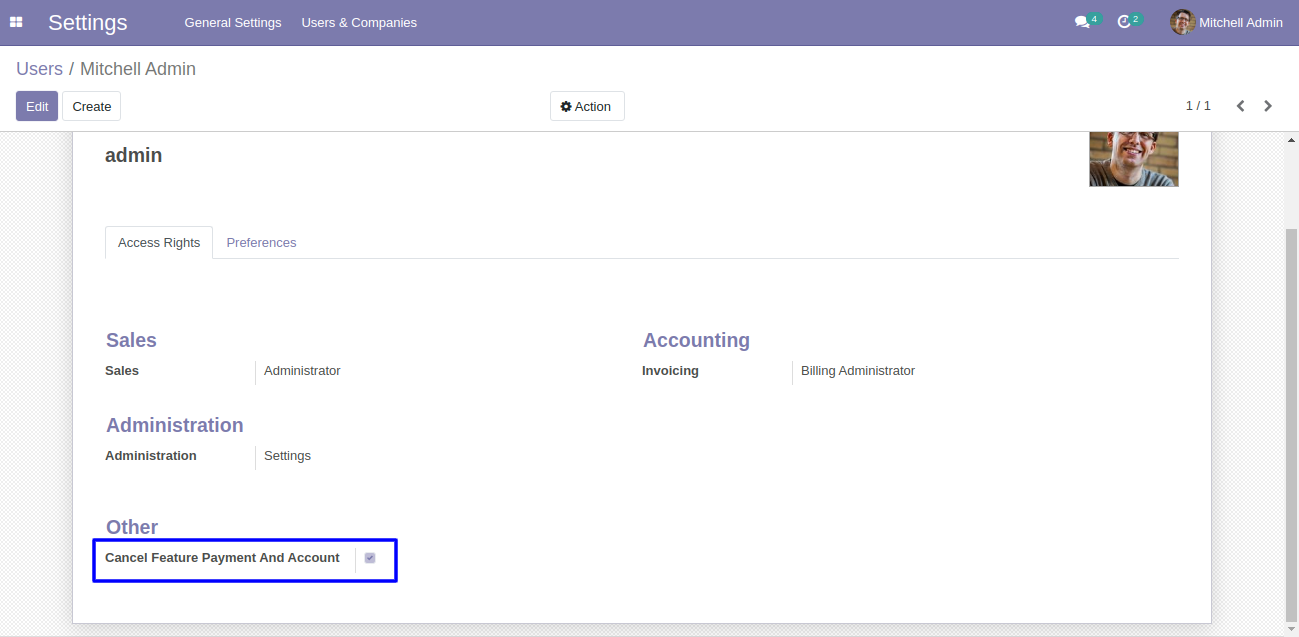 Settings General Settings Users & Companies 4 2 Mitchell Admin
Users / Mitchell Admin
Edit Create Action 1 / 1
admin
Access Rights Preferences
Sales Accounting
Sales Administrator Invoicing Billing Administrator
Administration
Administration Settings
Other
Cancel Feature Payment And Account